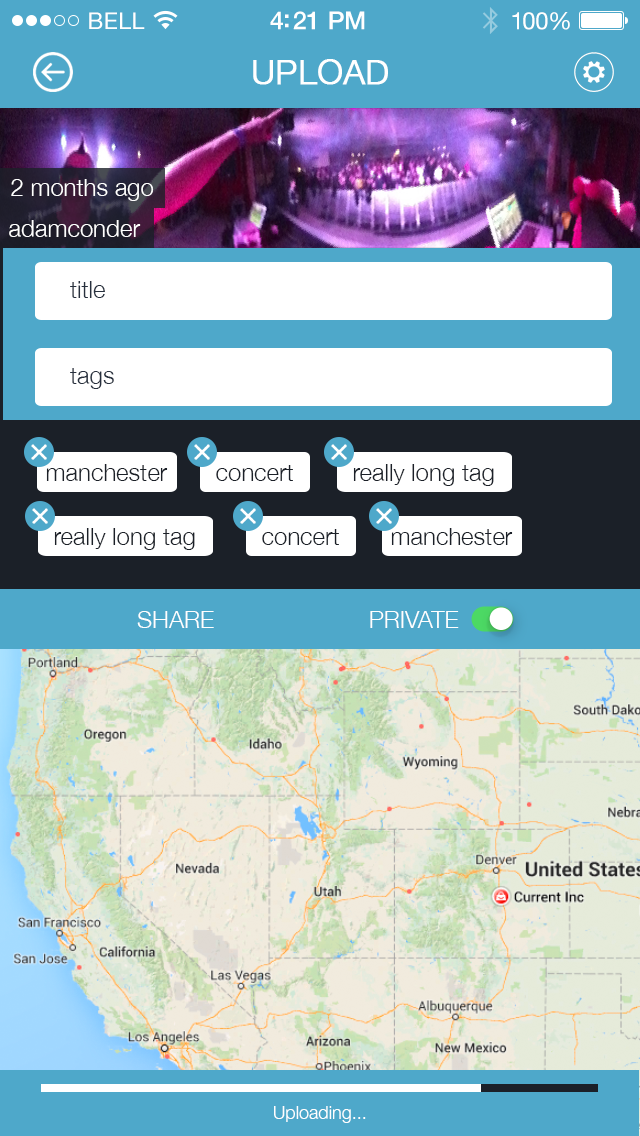 BELL 4:21 PM 100%
UPLOAD
2 months ago
adamconder
title
tags
manchester concert really long tag
really long tag concert manchester
SHARE PRIVATE
Portland
South Dako
Oregon
Idaho
Wyoming
Nebra
Denver
United States
Nevada
Utah
Current Inc
San Francisco
California
San Jose
Las Vegas
Albuquerque
Los Angeles
Arizona
New Mexico
Phoenix
Uploading...